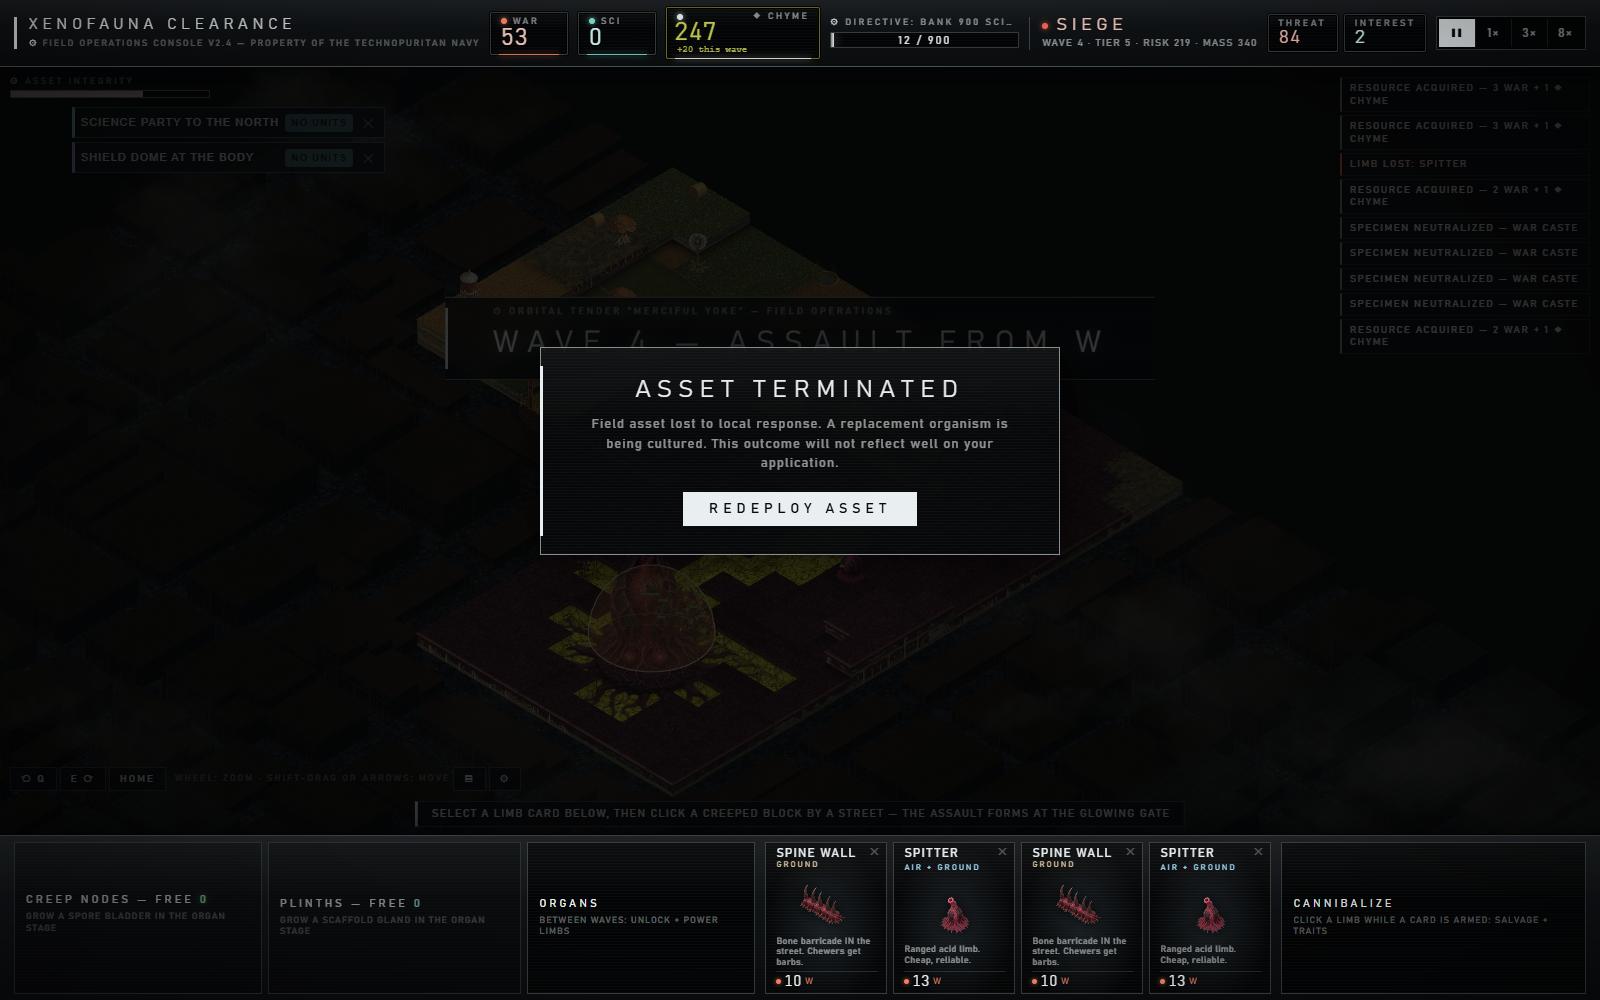 XENOFAUNA CLEARANCE
⚙ FIELD OPERATIONS CONSOLE V2.4 — PROPERTY OF THE TECHNOPURITAN NAVY
WAR
53
SCI
0
◆ CHYME
247
+20 this wave
⚙ DIRECTIVE: BANK 900 SCI…
12 / 900
SIEGE
WAVE 4 · TIER 5 · RISK 219 · MASS 340
THREAT
84
INTEREST
2
1×
3×
8×
⚙ ASSET INTEGRITY
SCIENCE PARTY TO THE NORTH NO UNITS ×
SHIELD DOME AT THE BODY NO UNITS ×
RESOURCE ACQUIRED — 3 WAR + 1 ◆
CHYME
RESOURCE ACQUIRED — 3 WAR + 1 ◆
CHYME
LIMB LOST: SPITTER
RESOURCE ACQUIRED — 2 WAR + 1 ◆
CHYME
SPECIMEN NEUTRALIZED — WAR CASTE
SPECIMEN NEUTRALIZED — WAR CASTE
SPECIMEN NEUTRALIZED — WAR CASTE
SPECIMEN NEUTRALIZED — WAR CASTE
RESOURCE ACQUIRED — 2 WAR + 1 ◆
CHYME
⚙ ORBITAL TENDER "MERCIFUL YOKE" — FIELD OPERATIONS
WAVE 4 — ASSAULT FROM W
ASSET TERMINATED
Field asset lost to local response. A replacement organism is
being cultured. This outcome will not reflect well on your
application.
REDEPLOY ASSET
⟲ Q
E ⟳
HOME
WHEEL: ZOOM · SHIFT-DRAG OR ARROWS: MOVE
SELECT A LIMB CARD BELOW, THEN CLICK A CREEPED BLOCK BY A STREET — THE ASSAULT FORMS AT THE GLOWING GATE
CREEP NODES — FREE 0
GROW A SPORE BLADDER IN THE ORGAN
STAGE
PLINTHS — FREE 0
GROW A SCAFFOLD GLAND IN THE ORGAN
STAGE
ORGANS
BETWEEN WAVES: UNLOCK + POWER
LIMBS
SPINE WALL ×
GROUND
Bone barricade IN the
street. Chewers get
barbs.
10 W
SPITTER ×
AIR + GROUND
Ranged acid limb.
Cheap, reliable.
13 W
SPINE WALL ×
GROUND
Bone barricade IN the
street. Chewers get
barbs.
10 W
SPITTER ×
AIR + GROUND
Ranged acid limb.
Cheap, reliable.
13 W
CANNIBALIZE
CLICK A LIMB WHILE A CARD IS ARMED: SALVAGE +
TRAITS